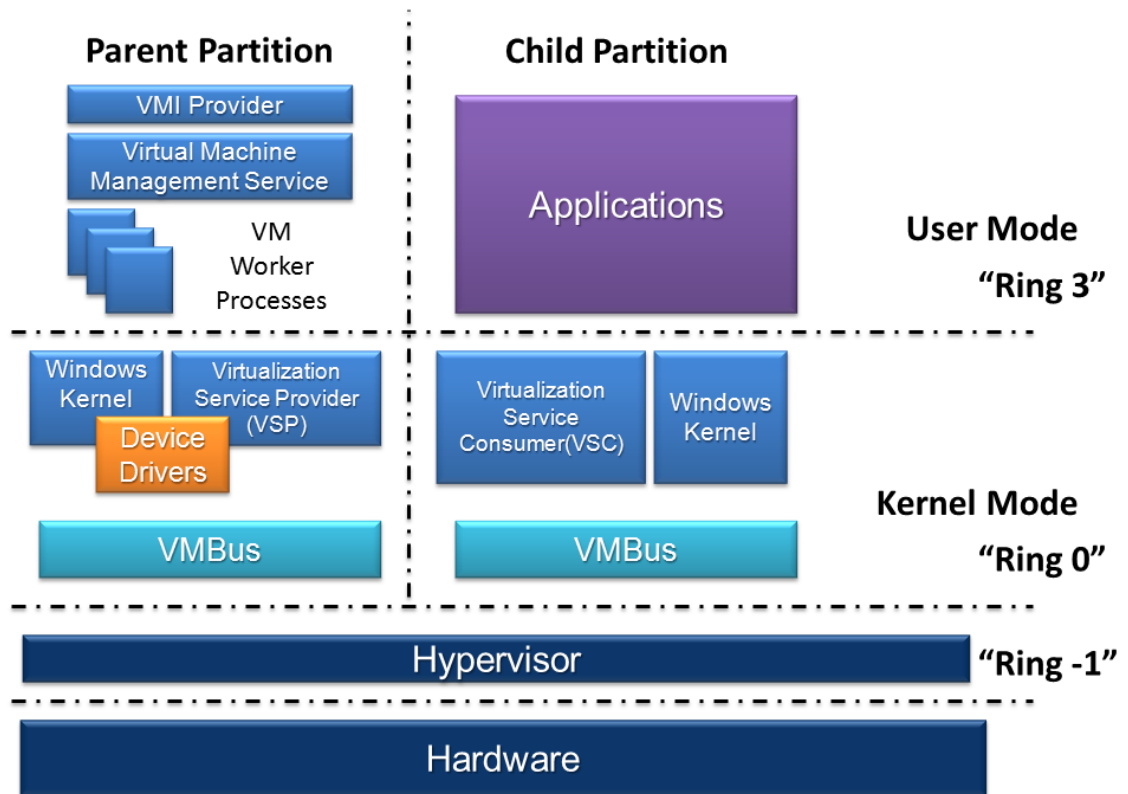 Parent Partition
Child Partition
VMI Provider
Virtual Machine
Management Service
VM
Worker
Processes
Applications
User Mode
“Ring 3”
Windows
Kernel
Virtualization
Service Provider
(VSP)
Device
Drivers
Virtualization
Service
Consumer(VSC)
Windows
Kernel
Kernel Mode
“Ring 0”
VMBus
VMBus
Hypervisor
“Ring -1”
Hardware